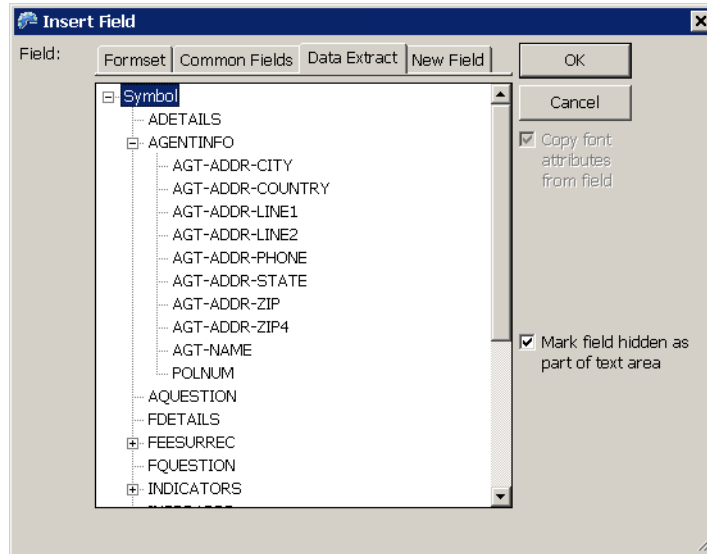 Insert Field
Field:
Formset Common Fields Data Extract New Field
OK
Cancel
Copy font
attributes
from field
Mark field hidden as
part of text area
Symbol
ADETAILS
AGENTINFO
AGT-ADDR-CITY
AGT-ADDR-COUNTRY
AGT-ADDR-LINE1
AGT-ADDR-LINE2
AGT-ADDR-PHONE
AGT-ADDR-STATE
AGT-ADDR-ZIP
AGT-ADDR-ZIP4
AGT-NAME
POLNUM
AQUESTION
FDETAILS
FEESURREC
FQUESTION
INDICATORS